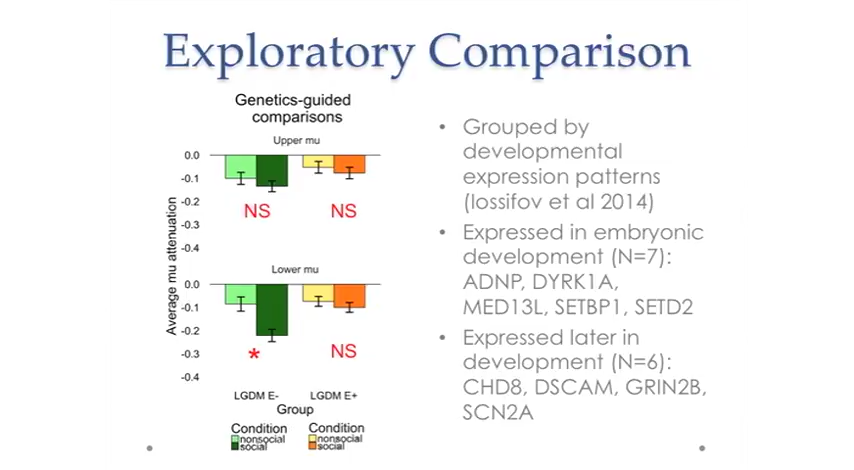 Exploratory Comparison
Genetics-guided
comparisons
Upper mu
0.0
-0.1
-0.2
-0.3
-0.4
NS
NS
Lower mu
0.0
-0.1
-0.2
-0.3
-0.4
*
NS
Average mu attenuation
LGDM E-
LGDM E+
Group
Condition
nonsocial
social
Condition
nonsocial
social
• Grouped by
developmental
expression patterns
(Iossifov et al 2014)
• Expressed in embryonic
development (N=7):
ADNP, DYRK1A,
MED13L, SETBP1, SETD2
• Expressed later in
development (N=6):
CHD8, DSCAM, GRIN2B,
SCN2A